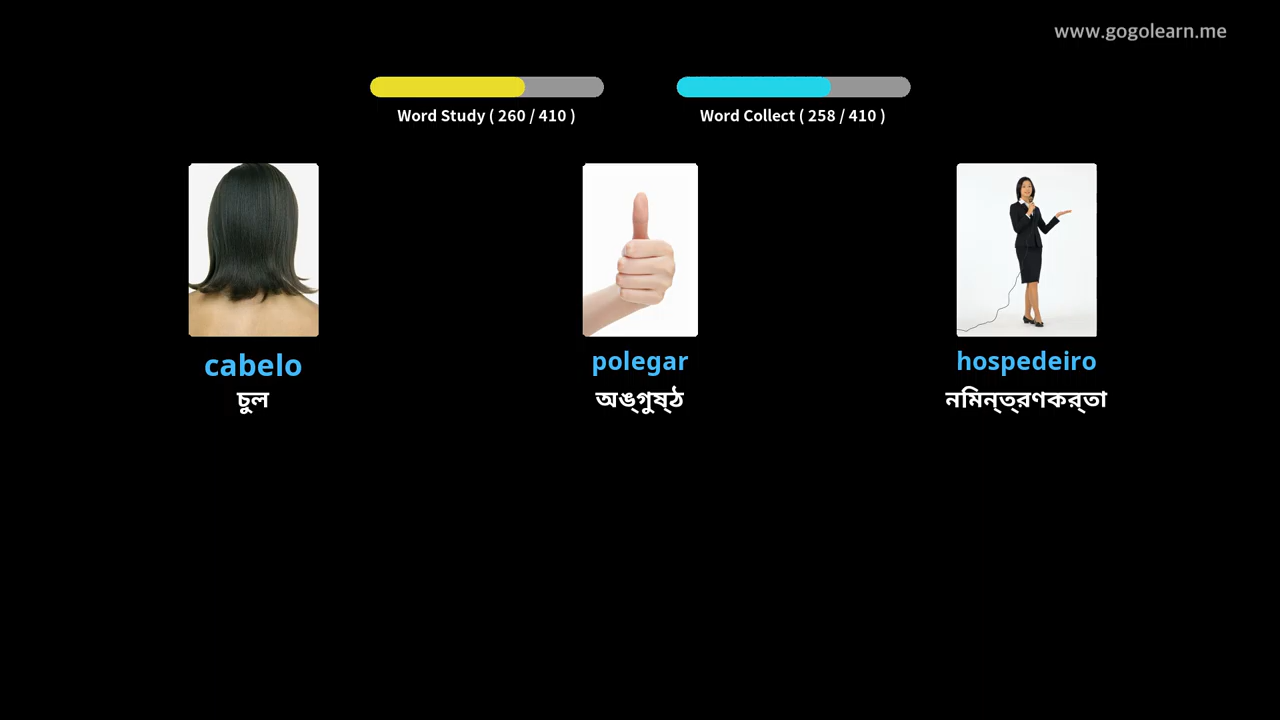 www.gogolearn.me
Word Study ( 260 / 410 )
Word Collect ( 258 / 410 )
cabelo
polegar
hospedeiro
চুল
অঙ্গুষ্ঠ
নিমন্ত্রণকর্তা